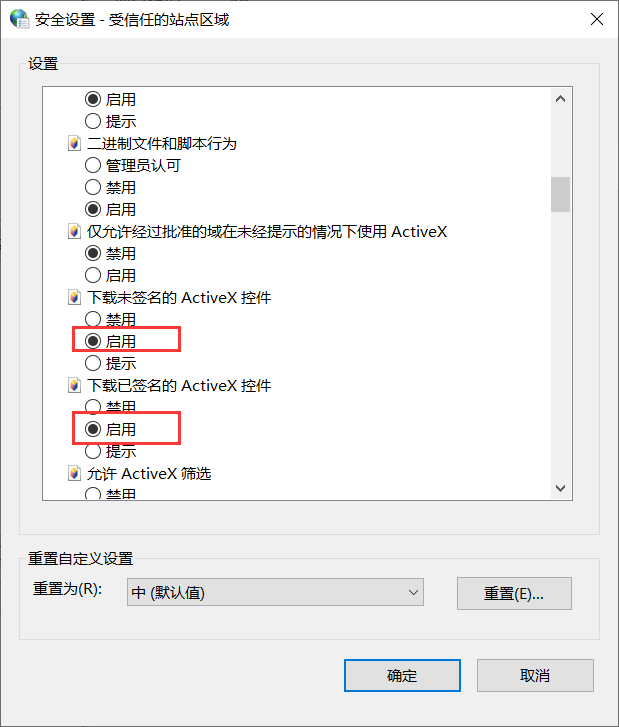 安全设置 - 受信任的站点区域
设置
启用
提示
二进制文件和脚本行为
管理员认可
禁用
启用
仅允许经过批准的域在未经提示的情况下使用 ActiveX
禁用
启用
下载未签名的 ActiveX 控件
禁用
启用
提示
下载已签名的 ActiveX 控件
禁用
启用
提示
允许 ActiveX 筛选
禁用
重置自定义设置
重置为(R):
中 (默认值)
重置(E)...
确定
取消